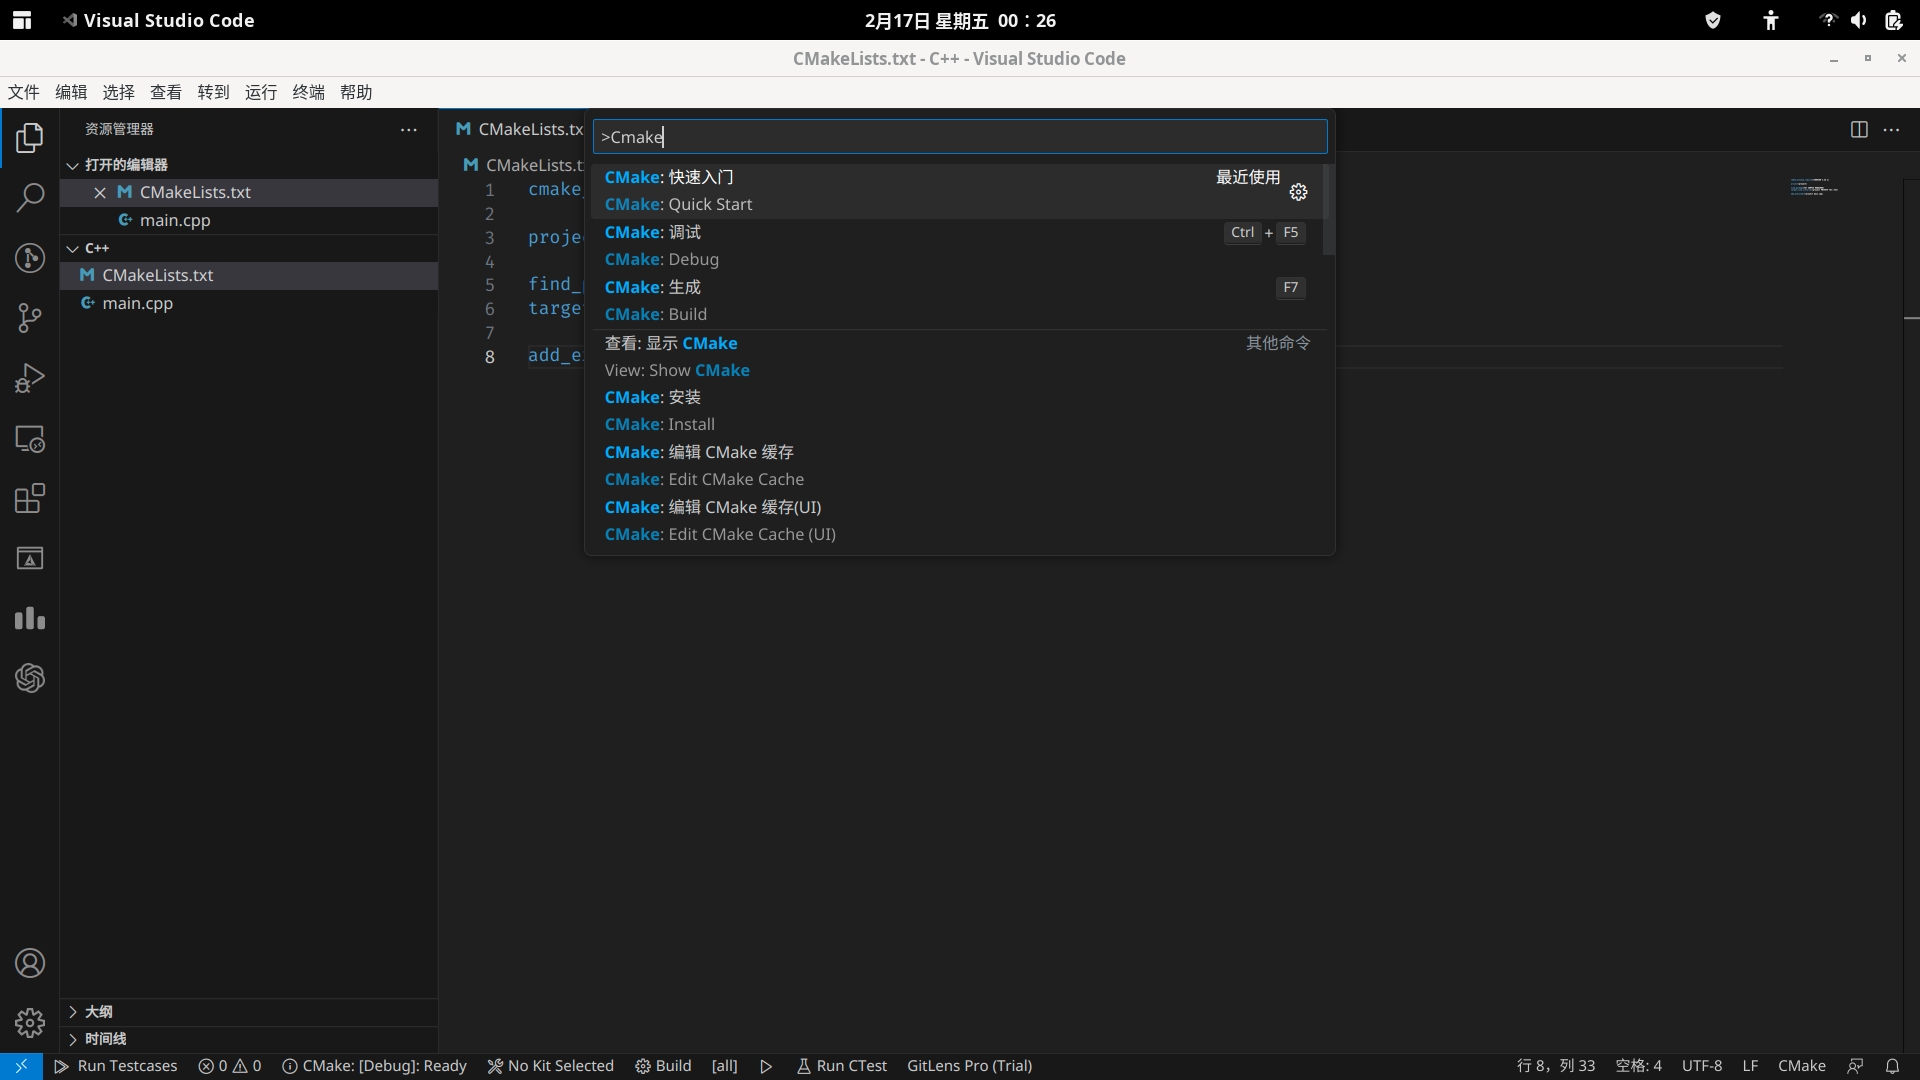 Visual Studio Code
2月17日 星期五 00：26
CMakeLists.txt - C++ - Visual Studio Code
文件 编辑 选择 查看 转到 运行 终端 帮助
资源管理器
打开的编辑器
CMakeLists.txt
main.cpp
C++
CMakeLists.txt
main.cpp
大纲
时间线
CMakeLists.tx
CMakeLists.t
1 cmake
2
3 proje
4
5 find_
6 targe
7
8 add_e
>Cmake
CMake: 快速入门 最近使用
CMake: Quick Start
CMake: 调试 Ctrl + F5
CMake: Debug
CMake: 生成 F7
CMake: Build
查看: 显示 CMake 其他命令
View: Show CMake
CMake: 安装
CMake: Install
CMake: 编辑 CMake 缓存
CMake: Edit CMake Cache
CMake: 编辑 CMake 缓存(UI)
CMake: Edit CMake Cache (UI)
Run Testcases 0 0 CMake: [Debug]: Ready No Kit Selected Build [all] Run CTest GitLens Pro (Trial) 行 8，列 33 空格: 4 UTF-8 LF CMake